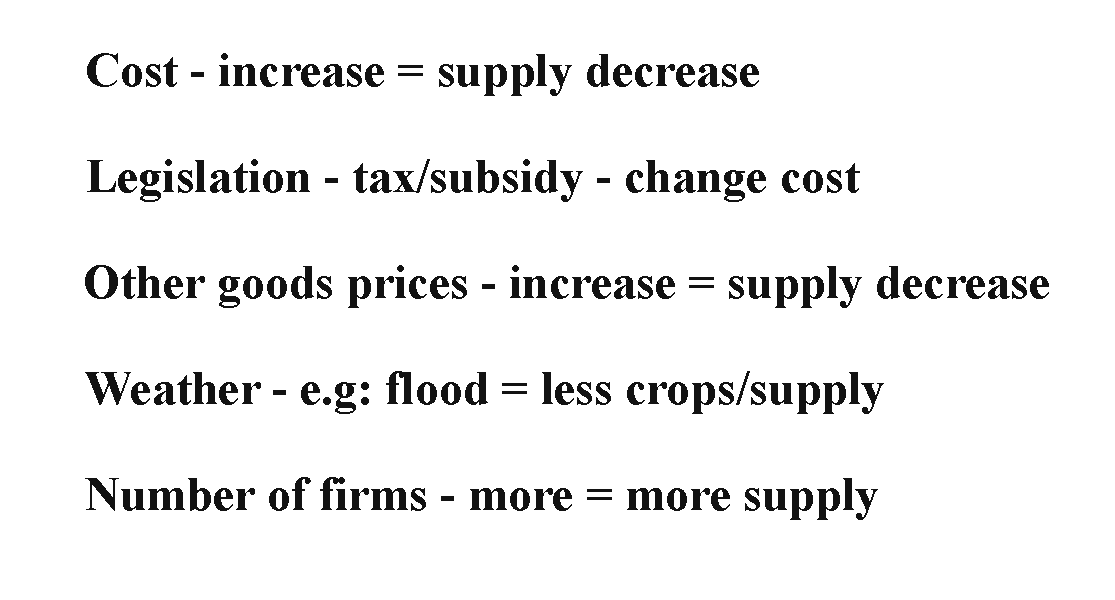 Cost - increase = supply decrease
Legislation - tax/subsidy - change cost
Other goods prices - increase = supply decrease
Weather - e.g: flood = less crops/supply
Number of firms - more = more supply